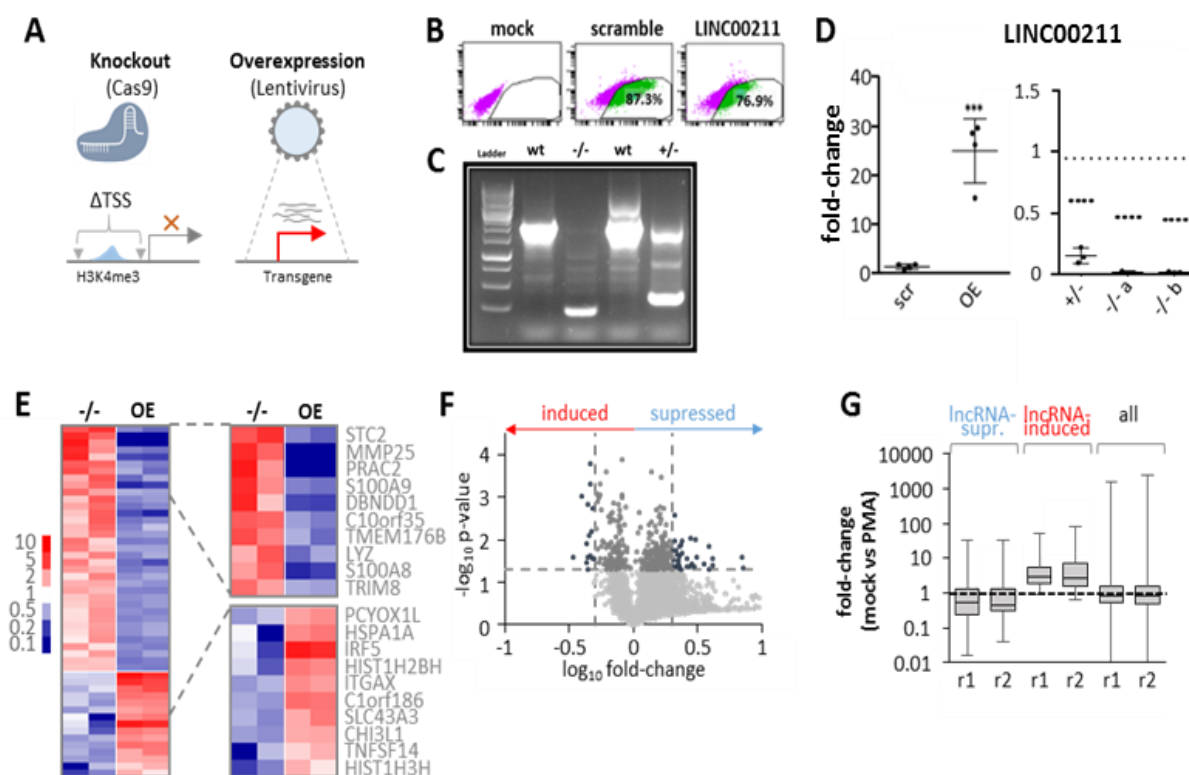 A
Knockout
(Cas9)
Overexpression
(Lentivirus)
ΔTSS
H3K4me3
Transgene
B
mock
scramble
LINC00211
87.3%
76.9%
C
Ladder wt -/- wt +/-
D
LINC00211
fold-change
40
30
20
10
0
***
scr
OE
1.5
1
0.5
0
****
****
****
+/-
-/- a
-/- b
E
-/- OE
-/- OE
10
5
2
1
0.5
0.2
0.1
STC2
MMP25
PRAC2
S100A9
DBNDD1
C10orf35
TMEM176B
LYZ
S100A8
TRIM8
PCYOX1L
HSPA1A
IRF5
HIST1H2BH
ITGAX
C1orf186
SLC43A3
CHI3L1
TNFSF14
HIST1H3H
F
induced
supressed
-log10 p-value
4
3
2
1
0
-1 -0.5 0 0.5 1
log10 fold-change
G
lncRNA-
supr.
lncRNA-
induced
all
fold-change
(mock vs PMA)
10000
1000
100
10
1
0.1
0.01
r1 r2 r1 r2 r1 r2